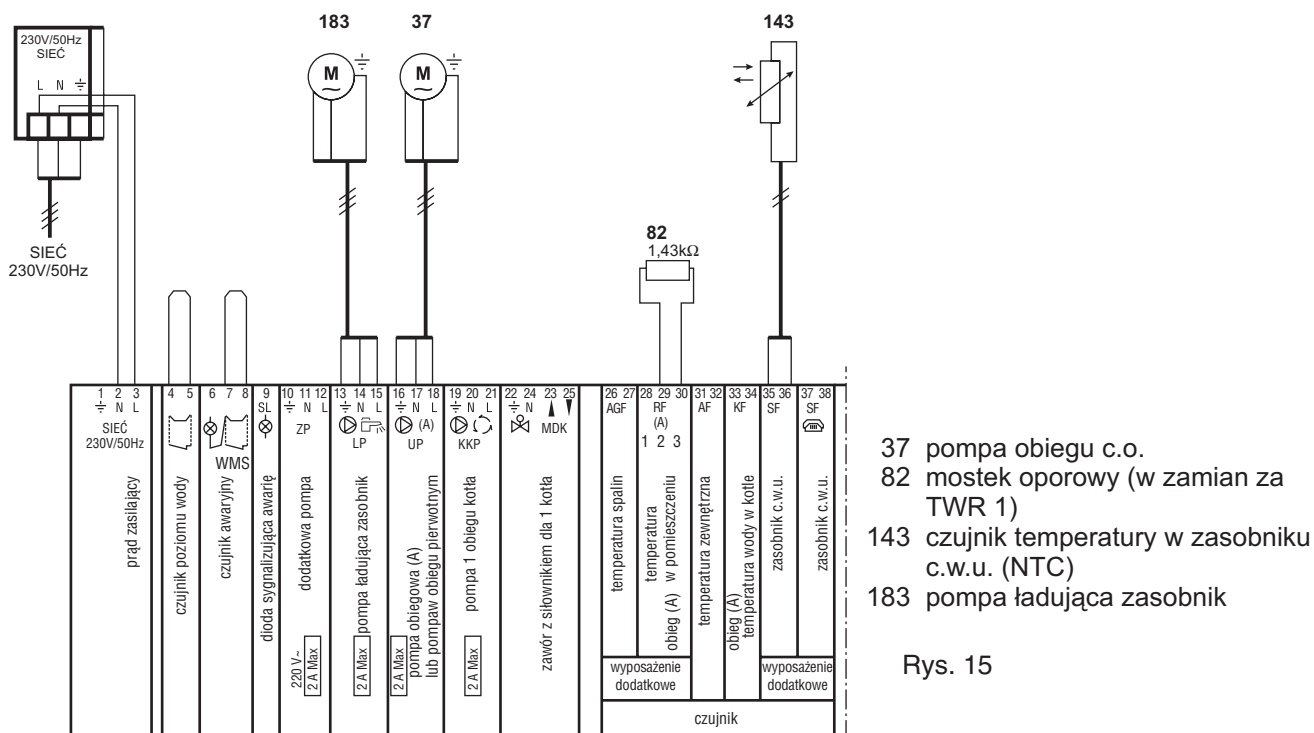 183
37
143
230V/50Hz
SIEĆ
L N
M
M
SIEĆ
230V/50Hz
82
1,43kΩ
1 2 3
N L
SIEĆ
230V/50Hz
prąd zasilający
4 5
czujnik poziomu wody
6 7 8
WMS
czujnik awaryjny
9
SL
dioda sygnalizująca awarię
10 11 12
N L
ZP
dodatkowa pompa
220 V~
2 A Max
13 14 15
N L
LP
pompa ładująca zasobnik
2 A Max
16 17 18
N L
(A)
UP
pompa obiegowa (A)
lub pompaw obiegu pierwotnym
2 A Max
19 20 21
N L
KKP
pompa 1 obiegu kotła
2 A Max
22 24 23 25
N
MDK
zawór z siłownikiem dla 1 kotła
26 27
AGF
temperatura spalin
28 29 30
RF
(A)
1 2 3
temperatura
obieg (A) w pomieszczeniu
31 32
AF
temperatura zewnętrzna
33 34
KF
obieg (A)
temperatura wody w kotle
35 36
SF
zasobnik c.w.u.
37 38
SF
zasobnik c.w.u.
wyposażenie
dodatkowe
wyposażenie
dodatkowe
czujnik
37 pompa obiegu c.o.
82 mostek oporowy (w zamian za
TWR 1)
143 czujnik temperatury w zasobniku
c.w.u. (NTC)
183 pompa ładująca zasobnik
Rys. 15